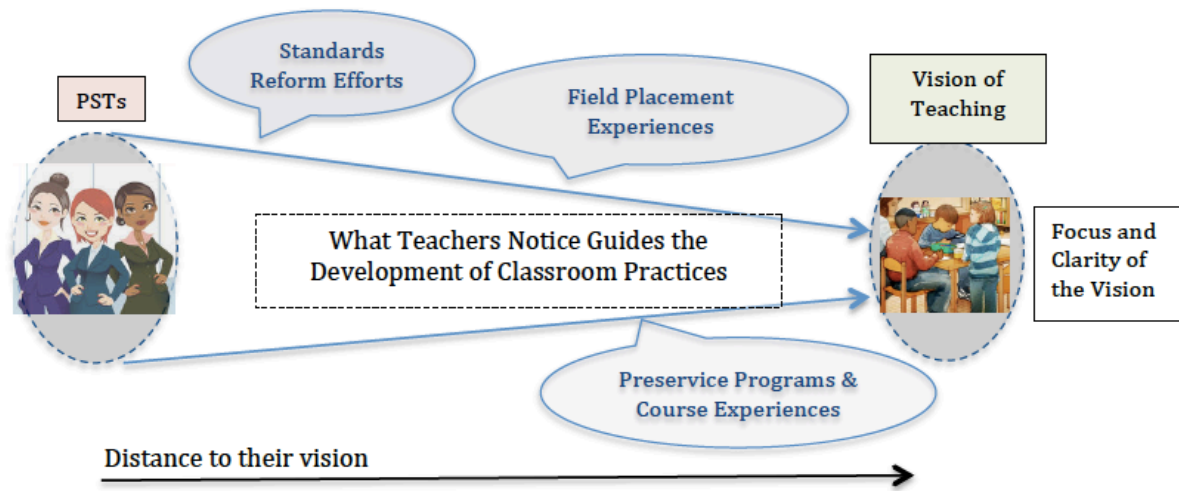 Standards
Reform Efforts
PSTs
Field Placement
Experiences
Vision of
Teaching
What Teachers Notice Guides the
Development of Classroom Practices
Focus and
Clarity of
the Vision
Preservice Programs &
Course Experiences
Distance to their vision